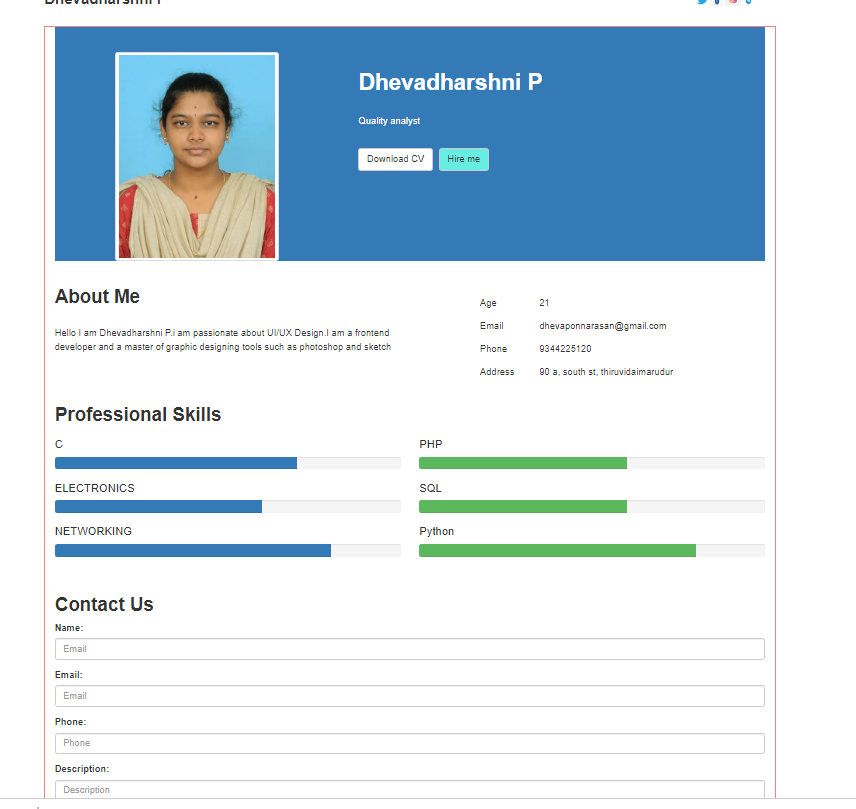 Dhevadharshni P
Dhevadharshni P
Quality analyst
Download CV
Hire me
About Me
Hello I am Dhevadharshni P.i am passionate about UI/UX Design.I am a frontend
developer and a master of graphic designing tools such as photoshop and sketch
Age 21
Email dhevaponnarasan@gmail.com
Phone 9344225120
Address 90 a, south st, thiruvidaimarudur
Professional Skills
C
PHP
ELECTRONICS
SQL
NETWORKING
Python
Contact Us
Name:
Email
Email:
Email
Phone:
Phone
Description:
Description